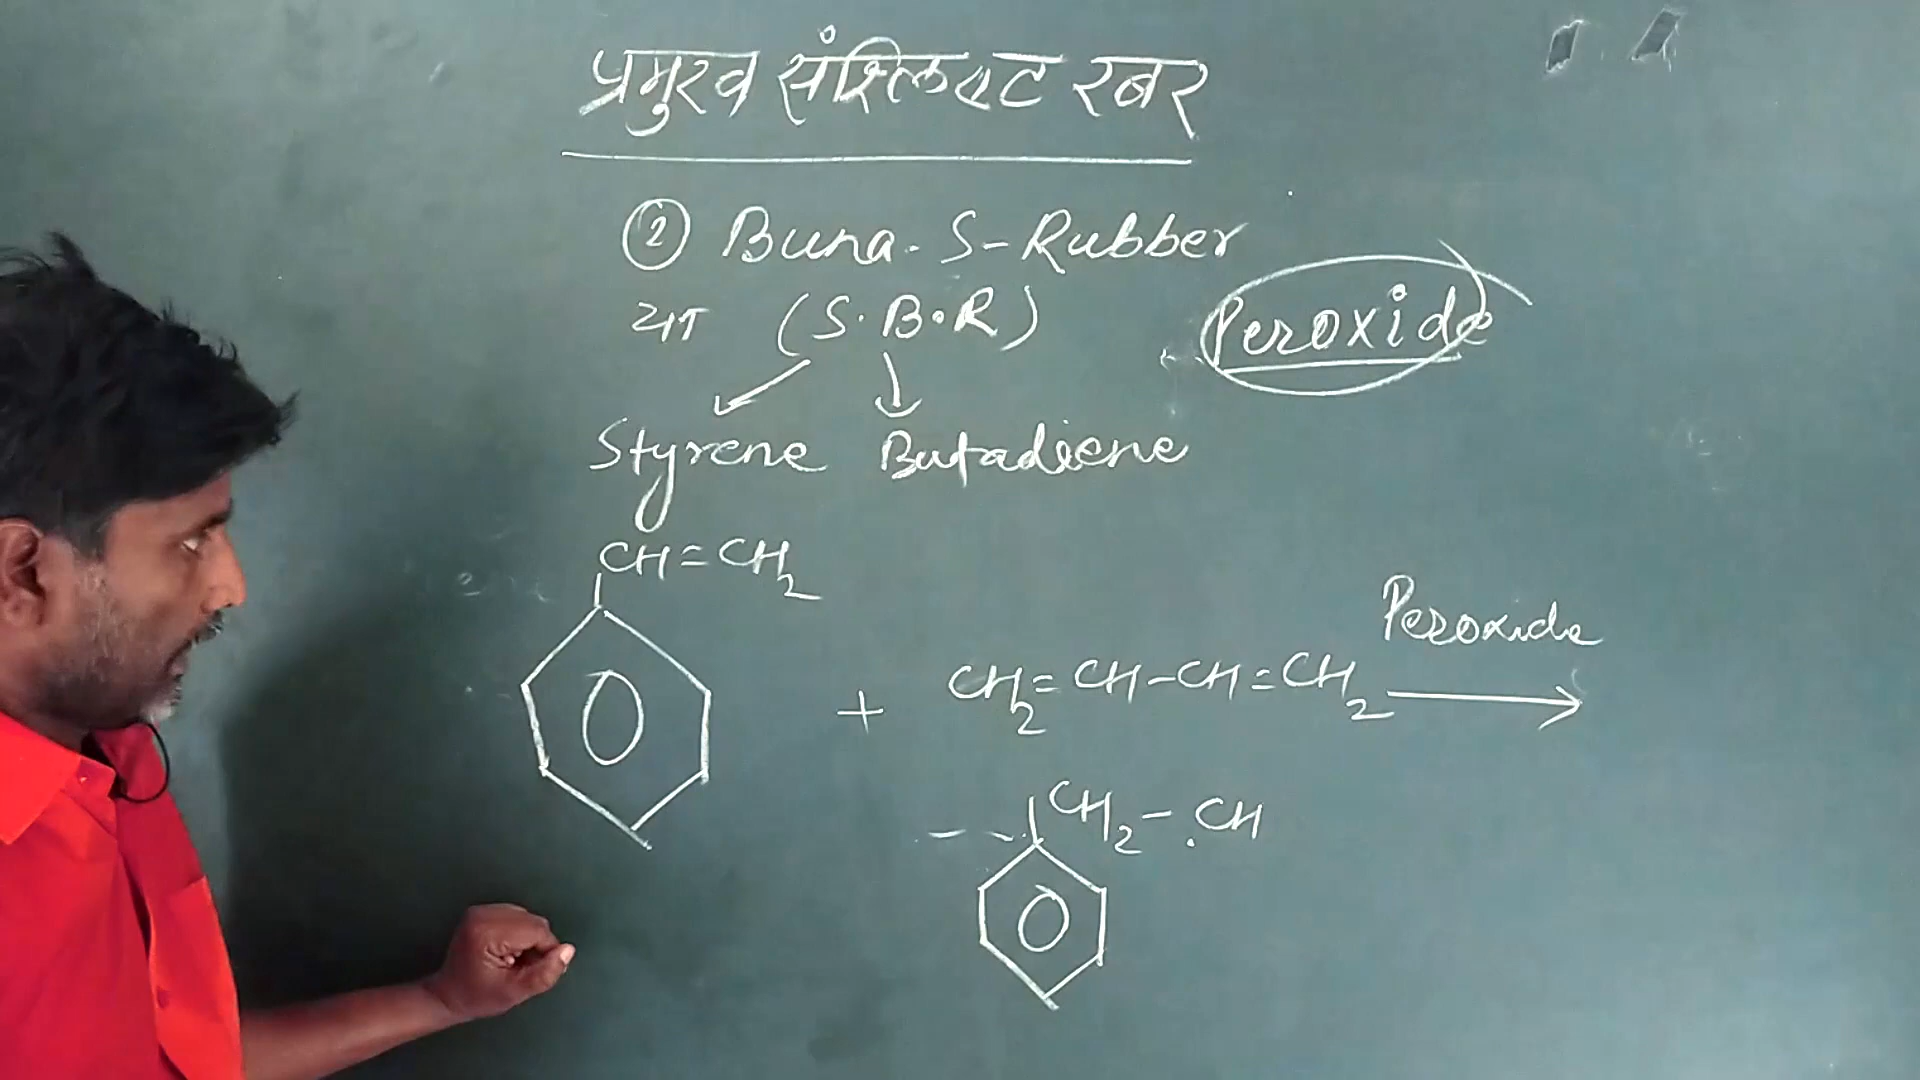 प्रमुख संश्लिष्ट रबर
② Buna-S-Rubber
या (S.B.R)
Peroxide
Styrene Butadiene
CH=CH₂
Peroxide
+ CH₂=CH-CH=CH₂ ⟶
CH₂-CH